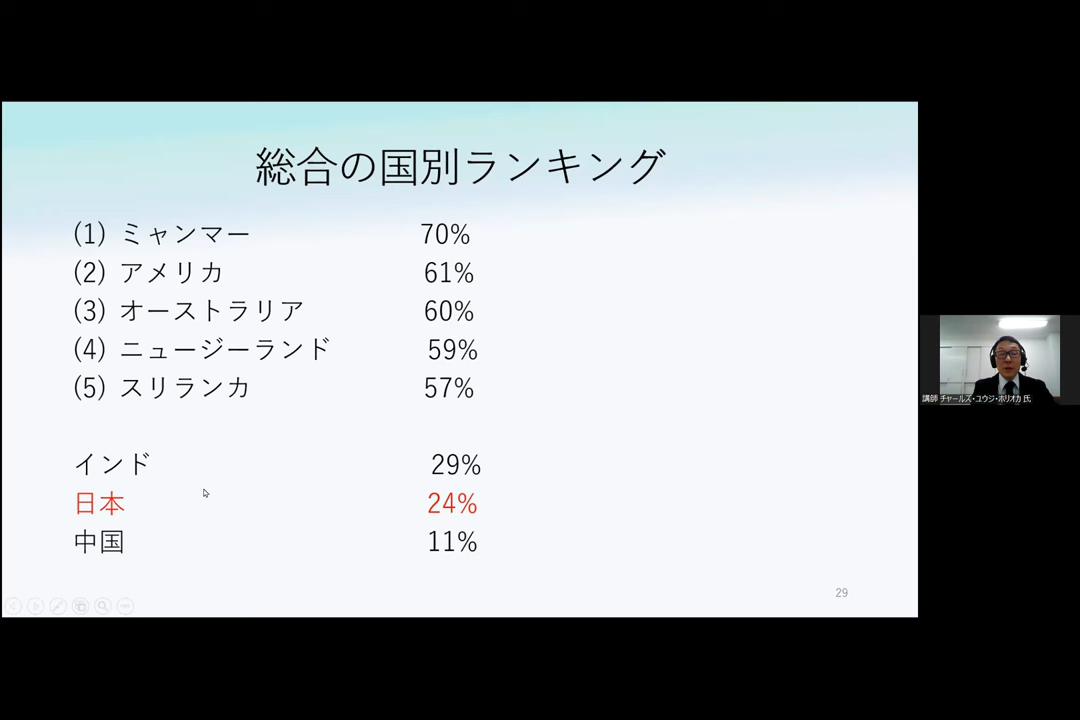 総合の国別ランキング
(1) ミャンマー 70%
(2) アメリカ 61%
(3) オーストラリア 60%
(4) ニュージーランド 59%
(5) スリランカ 57%
インド 29%
日本 24%
中国 11%
29
講師 チャールズ・ユウジ・ホリオカ 氏